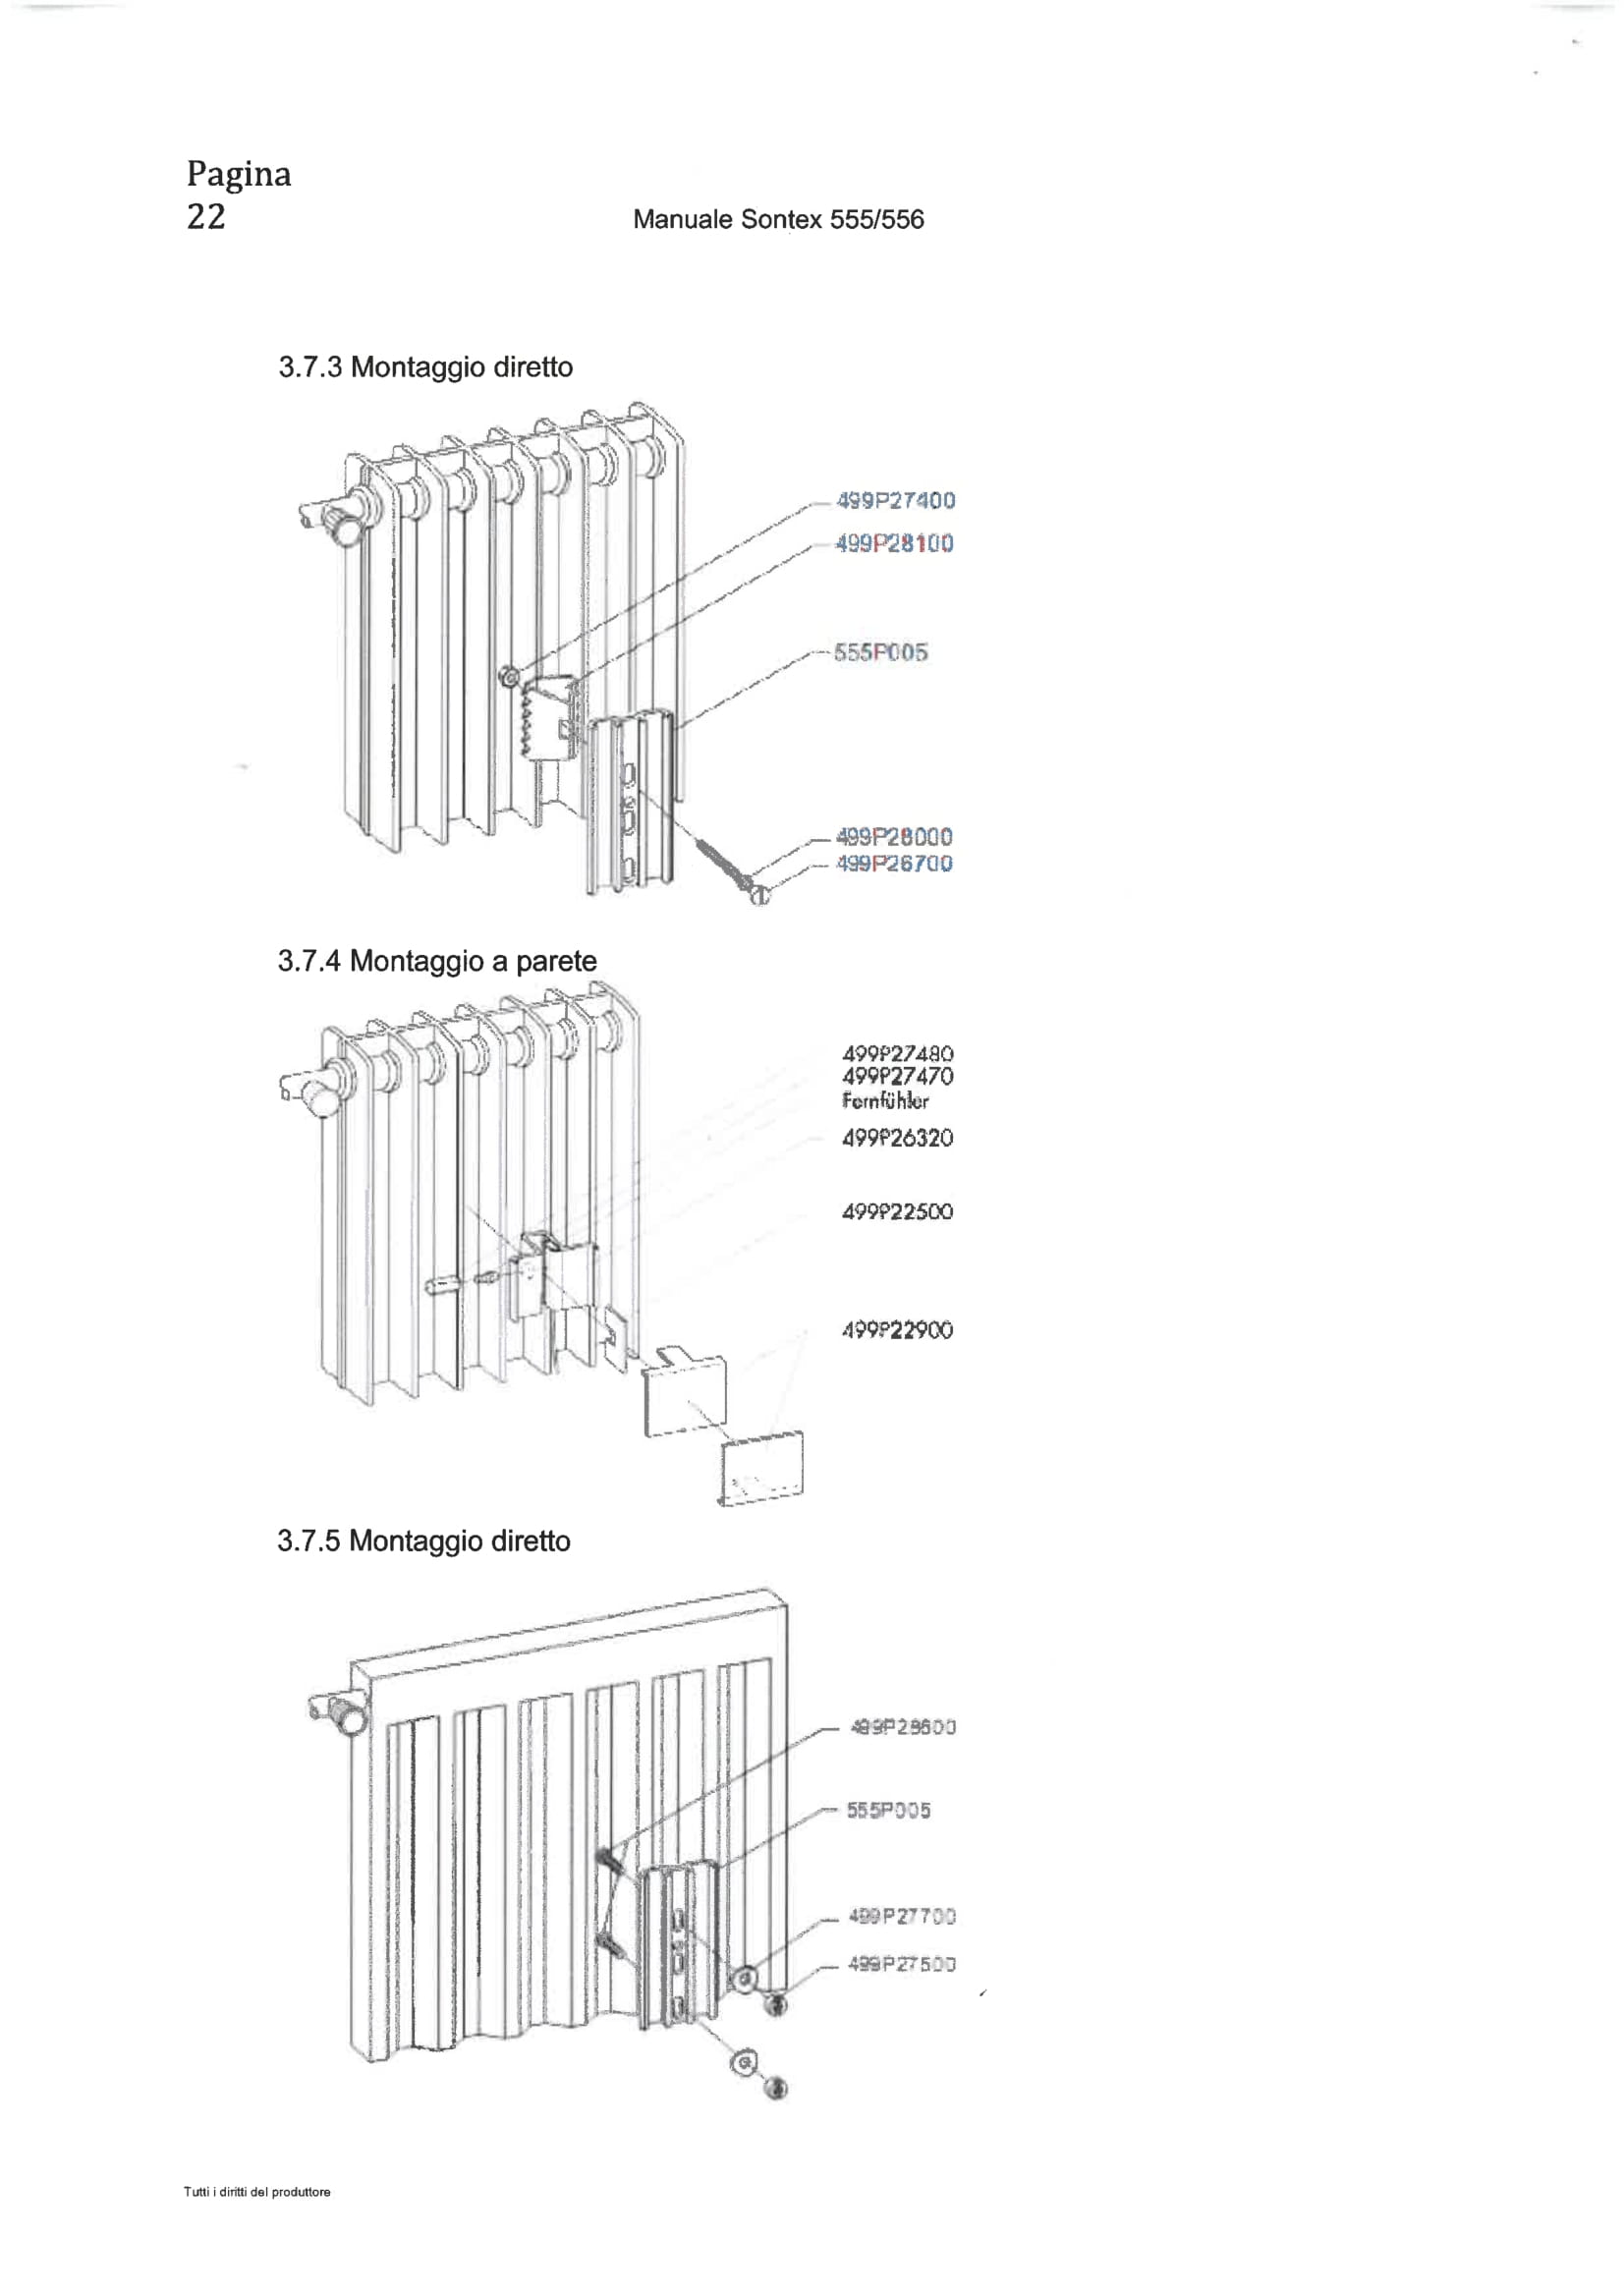 Pagina
22
Manuale Sontex 555/556
3.7.3 Montaggio diretto
499P27400
499P28100
555P005
499P28000
499P26700
3.7.4 Montaggio a parete
499P27480
499P27470
Fernfühler
499P26320
499P22500
499P22900
3.7.5 Montaggio diretto
499P28600
555P005
499P27700
499P27500
Tutti i diritti del produttore